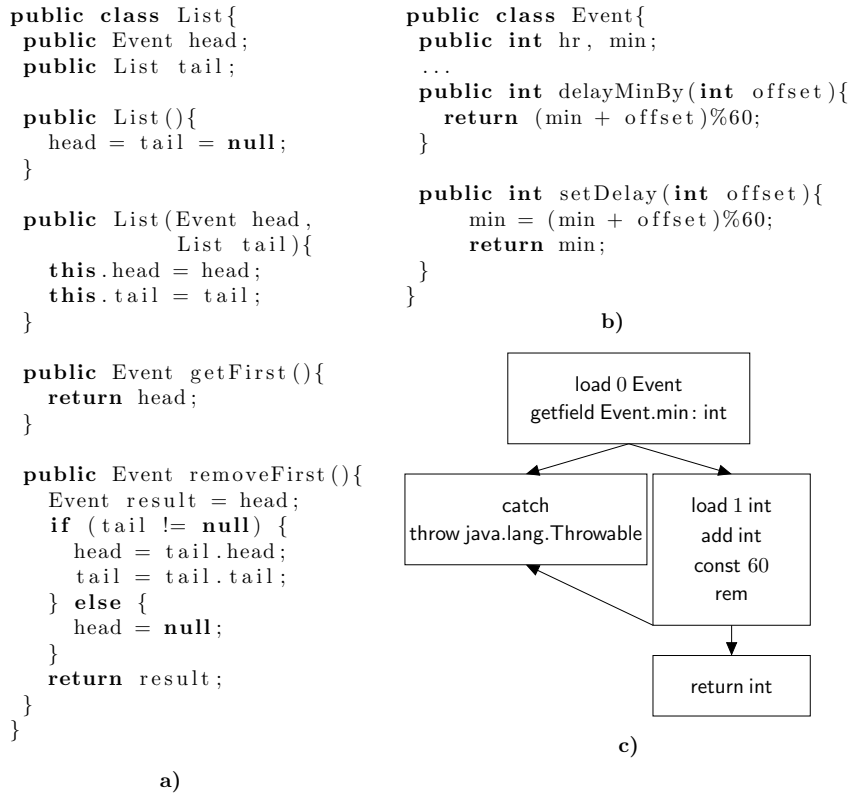 public class List{
public Event head;
public List tail;
public List(){
head = tail = null;
}
public List(Event head,
List tail){
this.head = head;
this.tail = tail;
}
public Event getFirst(){
return head;
}
public Event removeFirst(){
Event result = head;
if (tail != null) {
head = tail.head;
tail = tail.tail;
} else {
head = null;
}
return result;
}
}
a)
public class Event{
public int hr, min;
...
public int delayMinBy(int offset){
return (min + offset)%60;
}
public int setDelay(int offset){
min = (min + offset)%60;
return min;
}
}
b)
load 0 Event
getfield Event.min: int
catch
throw java.lang.Throwable
load 1 int
add int
const 60
rem
return int
c)